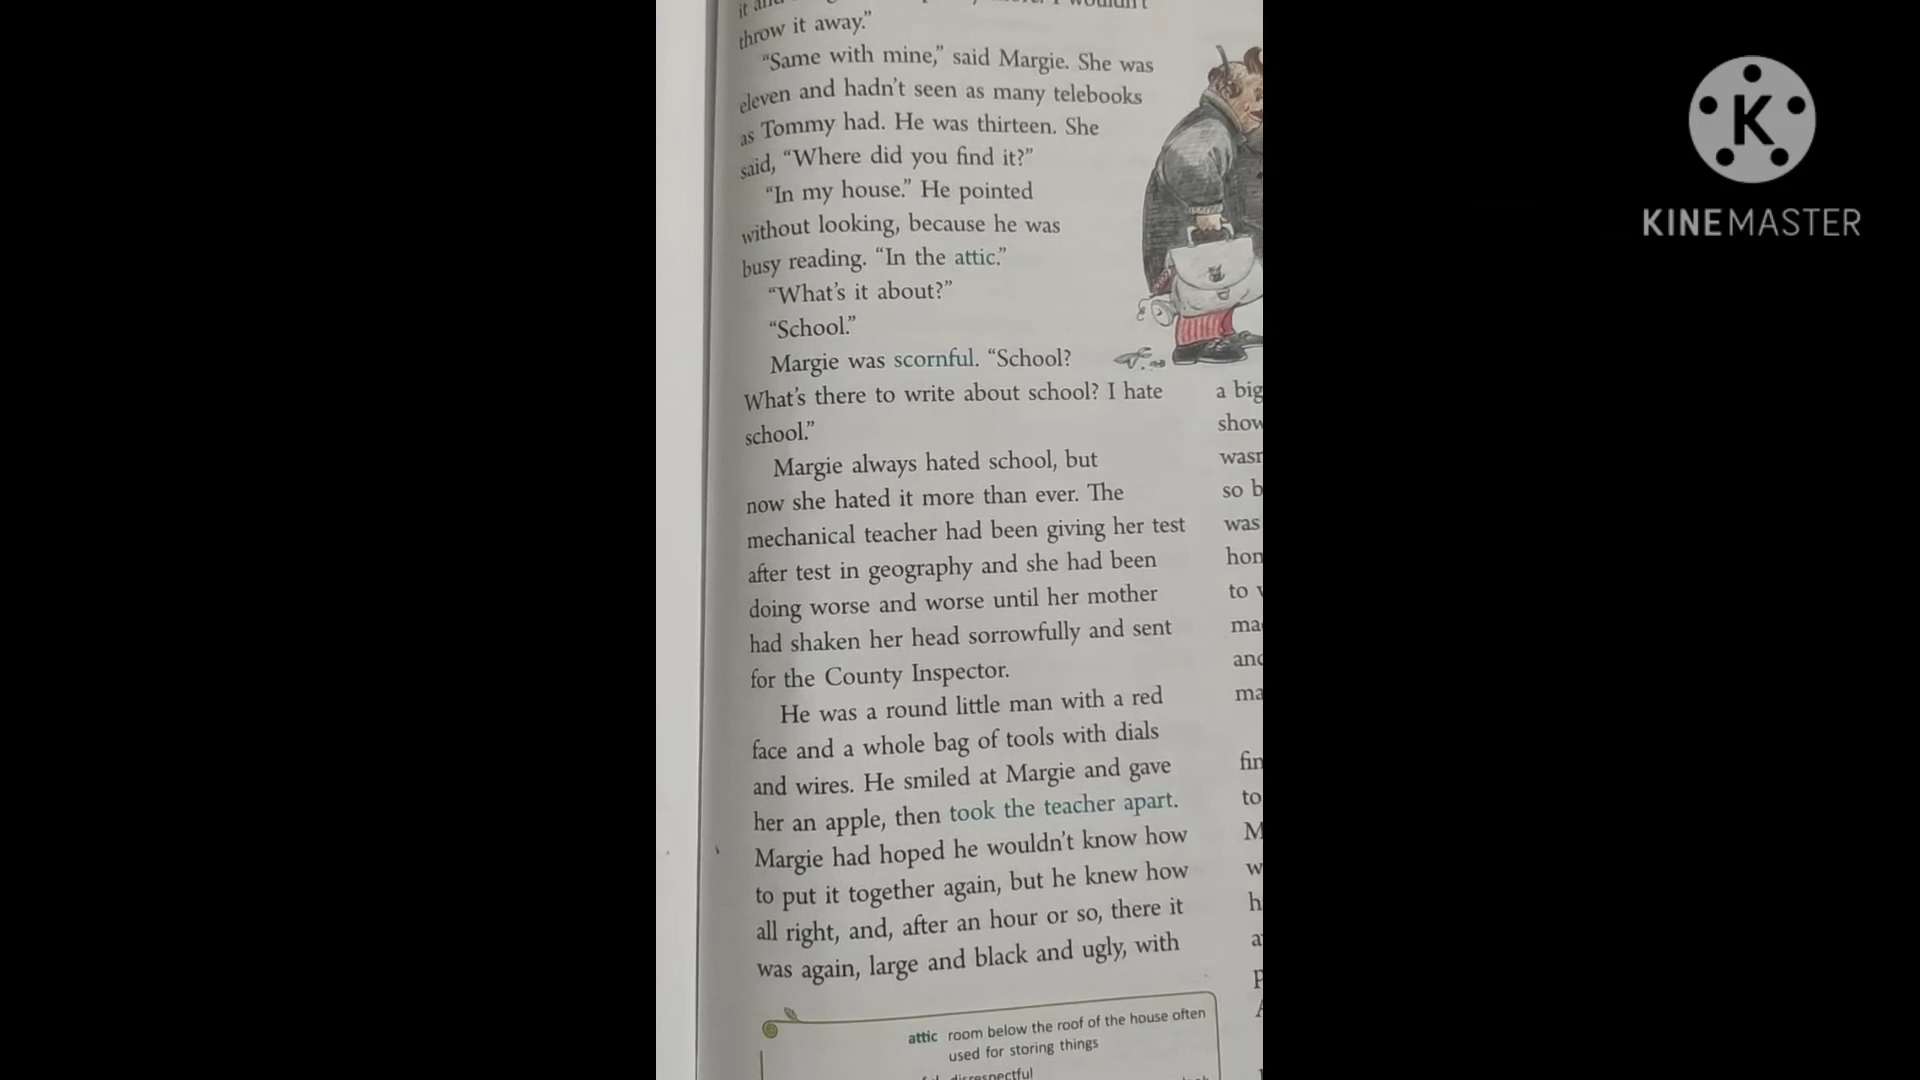 throw it away.”
“Same with mine,” said Margie. She was
eleven and hadn’t seen as many telebooks
as Tommy had. He was thirteen. She
said, “Where did you find it?”
“In my house.” He pointed
without looking, because he was
busy reading. “In the attic.”
“What’s it about?”
“School.”
Margie was scornful. “School?
What’s there to write about school? I hate
school.”
Margie always hated school, but
now she hated it more than ever. The
mechanical teacher had been giving her test
after test in geography and she had been
doing worse and worse until her mother
had shaken her head sorrowfully and sent
for the County Inspector.
He was a round little man with a red
face and a whole bag of tools with dials
and wires. He smiled at Margie and gave
her an apple, then took the teacher apart.
Margie had hoped he wouldn’t know how
to put it together again, but he knew how
all right, and, after an hour or so, there it
was again, large and black and ugly, with
attic room below the roof of the house often
used for storing things
disrespectful
a big
to
KINEMASTER